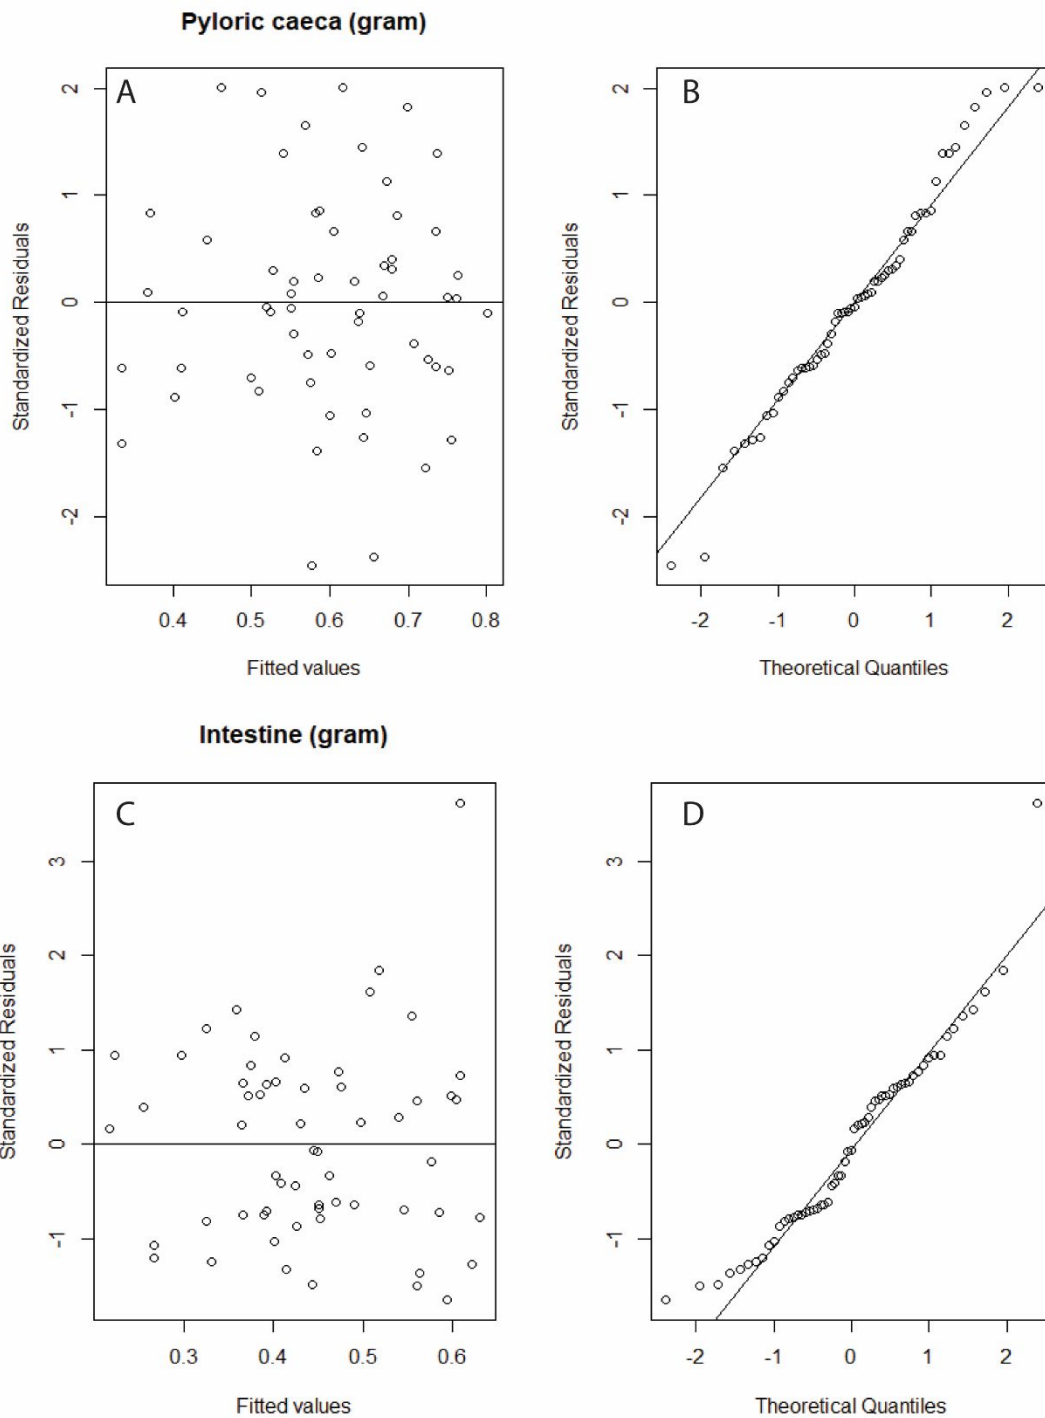 Pyloric caeca (gram)
A
B
2
1
0
-1
-2
Standardized Residuals
0.4 0.5 0.6 0.7 0.8
Fitted values
2
1
0
-1
-2
Standardized Residuals
-2 -1 0 1 2
Theoretical Quantiles
Intestine (gram)
C
D
3
2
1
0
-1
Standardized Residuals
0.3 0.4 0.5 0.6
Fitted values
3
2
1
0
-1
Standardized Residuals
-2 -1 0 1 2
Theoretical Quantiles